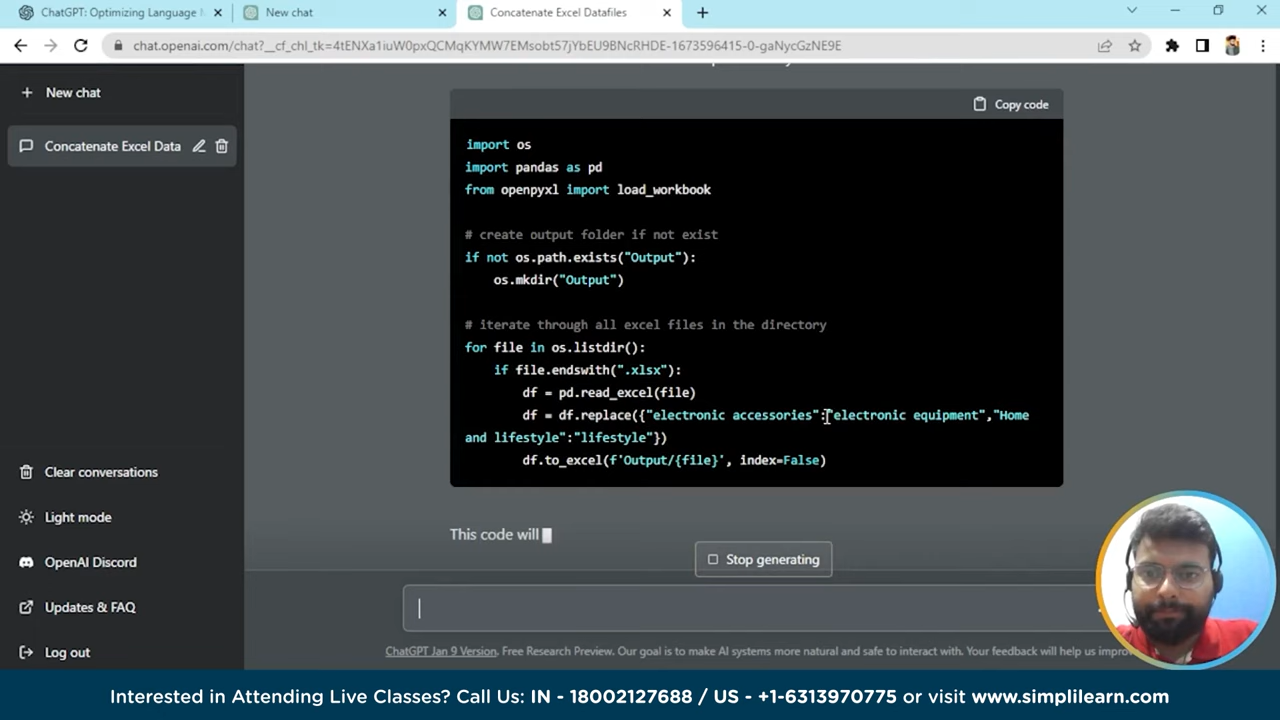 ChatGPT: Optimizing Language
New chat
Concatenate Excel Datafiles
chat.openai.com/chat?__cf_chl_tk=4tENXa1iuW0pxQCMqKYMW7EMsobt57jYbEU9BNcRHDE-1673596415-0-gaNycGzNE9E
New chat
Concatenate Excel Data
Clear conversations
Light mode
OpenAI Discord
Updates & FAQ
Log out
Copy code
import os
import pandas as pd
from openpyxl import load_workbook
# create output folder if not exist
if not os.path.exists("Output"):
os.mkdir("Output")
# iterate through all excel files in the directory
for file in os.listdir():
if file.endswith(".xlsx"):
df = pd.read_excel(file)
df = df.replace({"electronic accessories":"electronic equipment","Home
and lifestyle":"lifestyle"})
df.to_excel(f'Output/{file}', index=False)
This code will
Stop generating
ChatGPT Jan 9 Version. Free Research Preview. Our goal is to make AI systems more natural and safe to interact with. Your feedback will help us
Interested in Attending Live Classes? Call Us: IN - 18002127688 / US - +1-6313970775 or visit www.simplilearn.com